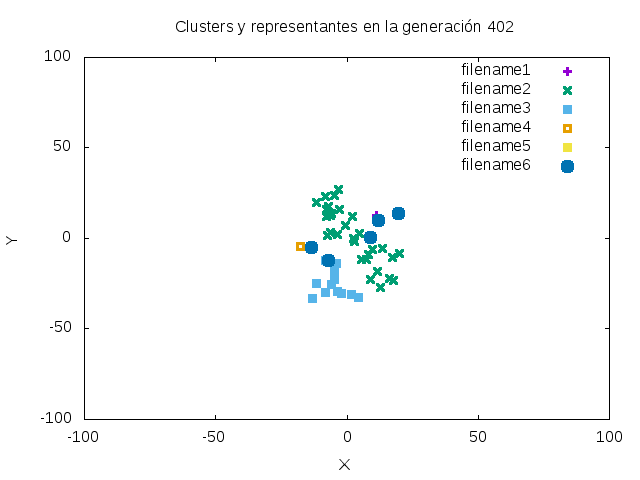 Clusters y representantes en la generación 402
100
50
0
-50
-100
-100 -50 0 50 100
Y
X
filename1
filename2
filename3
filename4
filename5
filename6